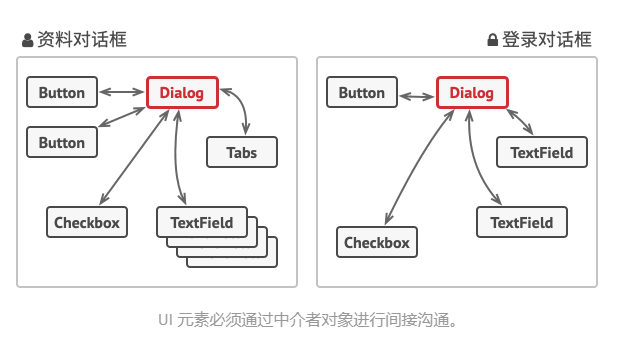 资料对话框
Button
Dialog
Button
Tabs
Checkbox
TextField
登录对话框
Button
Dialog
TextField
TextField
Checkbox
UI 元素必须通过中介者对象进行间接沟通。